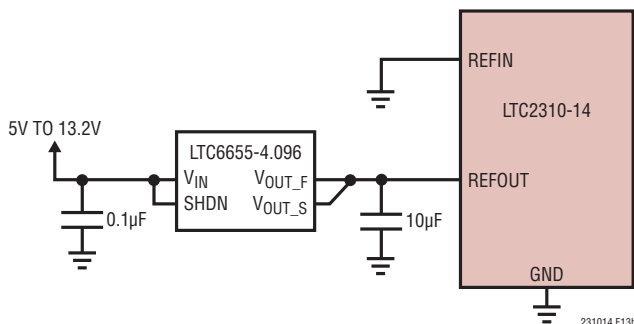 REFIN
LTC2310-14
5V TO 13.2V
LTC6655-4.096
VIN
VOUT_F
SHDN
VOUT_S
REFOUT
0.1µF
10µF
GND
231014 F13b